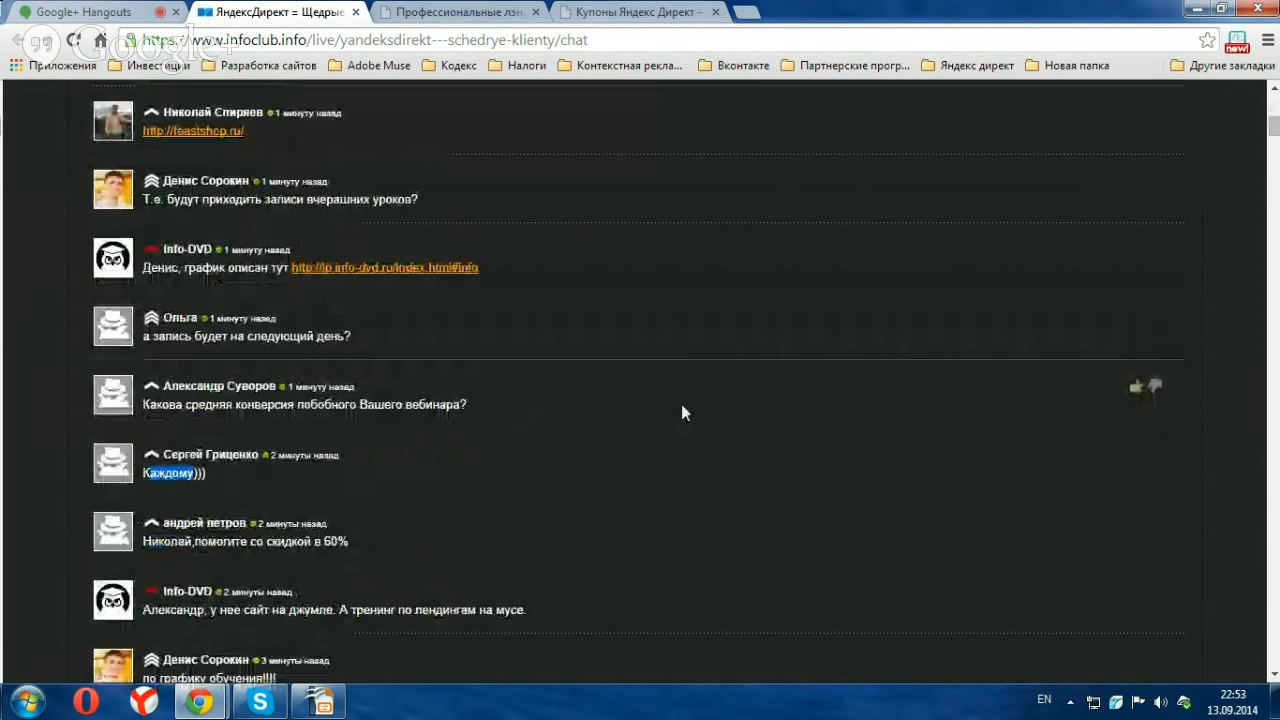 Google+ Hangouts
ЯндексДирект = Щедрые
Профессиональные лэн
Купоны Яндекс Директ –
Google+
https://www.infoclub.info/live/yandeksdirekt---schedrye-klienty/chat
new!
Приложения Инвестиции Разработка сайтов Adobe Muse Кодекс Налоги Контекстная рекла... Вконтакте Партнерские прогр... Яндекс директ Новая папка Другие закладки
Николай Спиряев 1 минуту назад
http://feastshop.ru/
Денис Сорокин 1 минуту назад
Т.е. будут приходить записи вчерашних уроков?
Info-DVD 1 минуту назад
Денис, график описан тут http://lp.info-dvd.ru/index.html#info
Ольга 1 минуту назад
а запись будет на следующий день?
Александр Суворов 1 минуту назад
Какова средняя конверсия побобного Вашего вебинара?
Сергей Гриценко 2 минуты назад
Каждому)))
андрей петров 2 минуты назад
Николай,помогите со скидкой в 60%
Info-DVD 2 минуты назад
Александр, у нее сайт на джумле. А тренинг по лендингам на мусе.
Денис Сорокин 3 минуты назад
по графику обучения!!!!
EN
22:53
13.09.2014